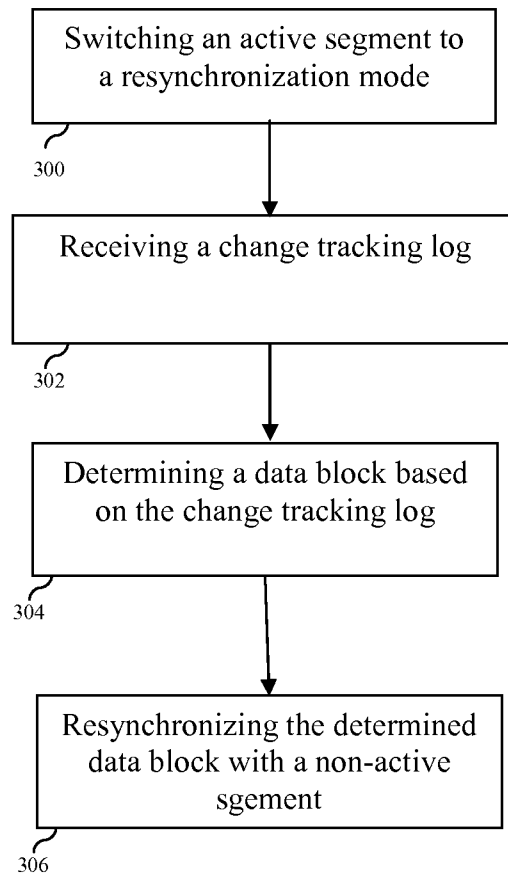 Switching an active segment to
a resynchronization mode
300
Receiving a change tracking log
302
Determining a data block based
on the change tracking log
304
Resynchronizing the determined
data block with a non-active
sgement
306